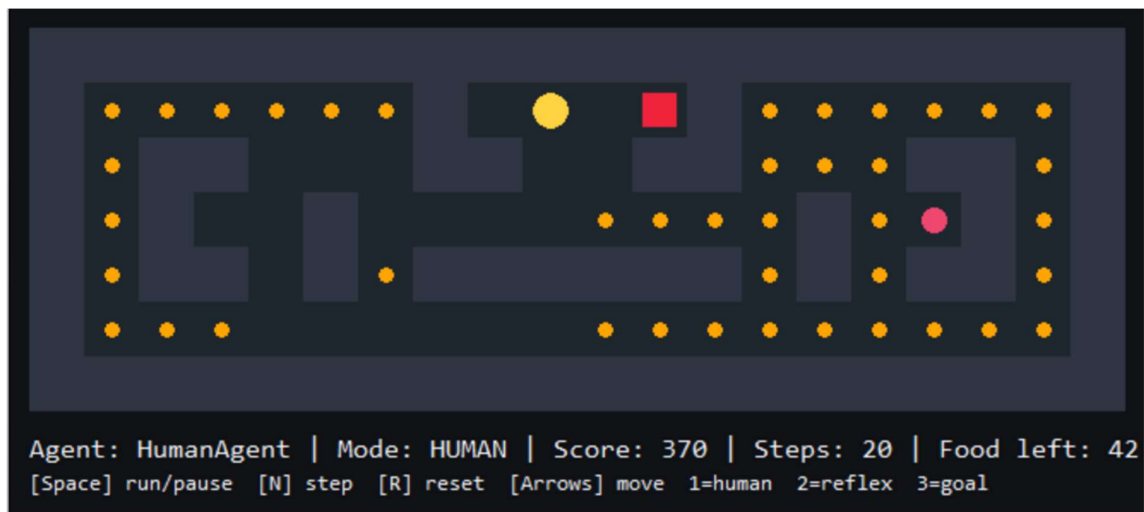 Agent: HumanAgent | Mode: HUMAN | Score: 370 | Steps: 20 | Food left: 42
[Space] run/pause  [N] step  [R] reset  [Arrows] move  1=human  2=reflex  3=goal